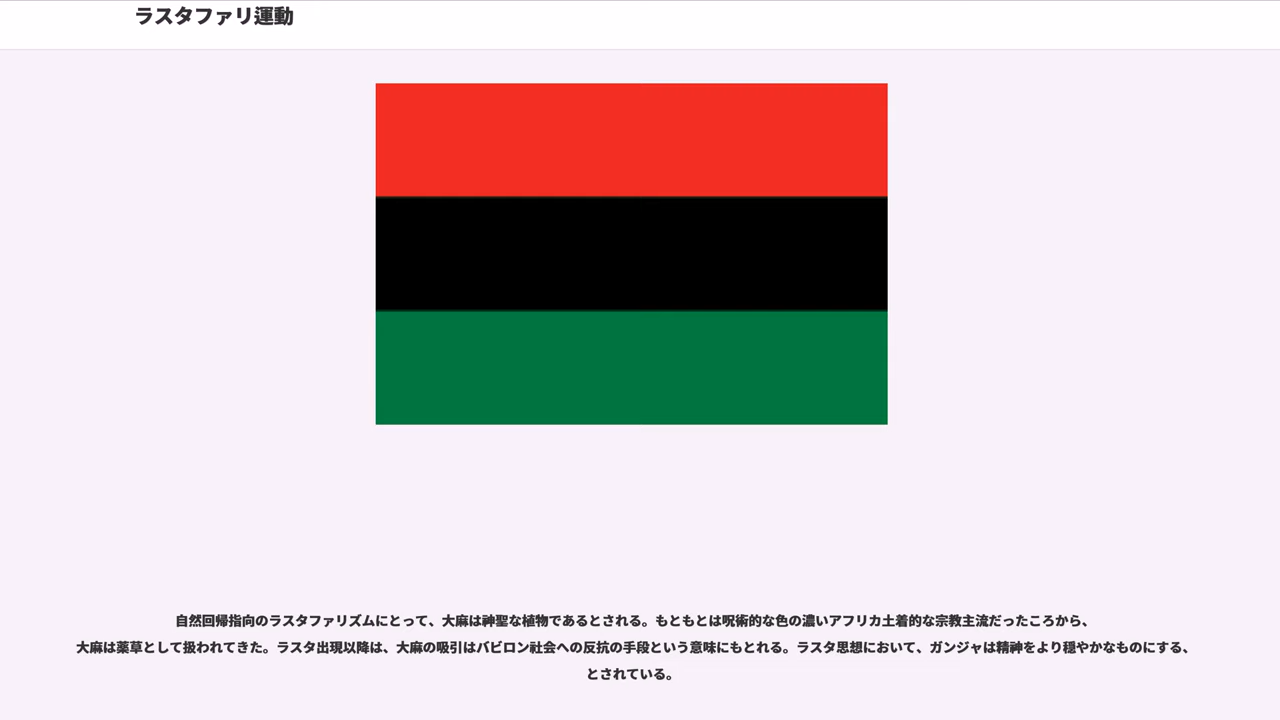 ラスタファリ運動
自然回帰指向のラスタファリズムにとって、大麻は神聖な植物であるとされる。もともとは呪術的な色の濃いアフリカ土着的な宗教主流だったころから、
大麻は薬草として扱われてきた。ラスタ出現以降は、大麻の吸引はバビロン社会への反抗の手段という意味にもとれる。ラスタ思想において、ガンジャは精神をより穏やかなものにする、
とされている。